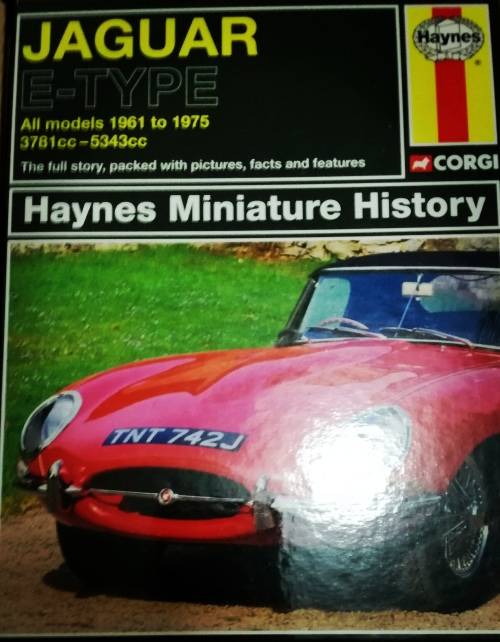 JAGUAR
E-TYPE
All models 1961 to 1975
3781cc - 5343cc
The full story, packed with pictures, facts and features
Haynes
®
CORGI
Haynes Miniature History
TNT 742J